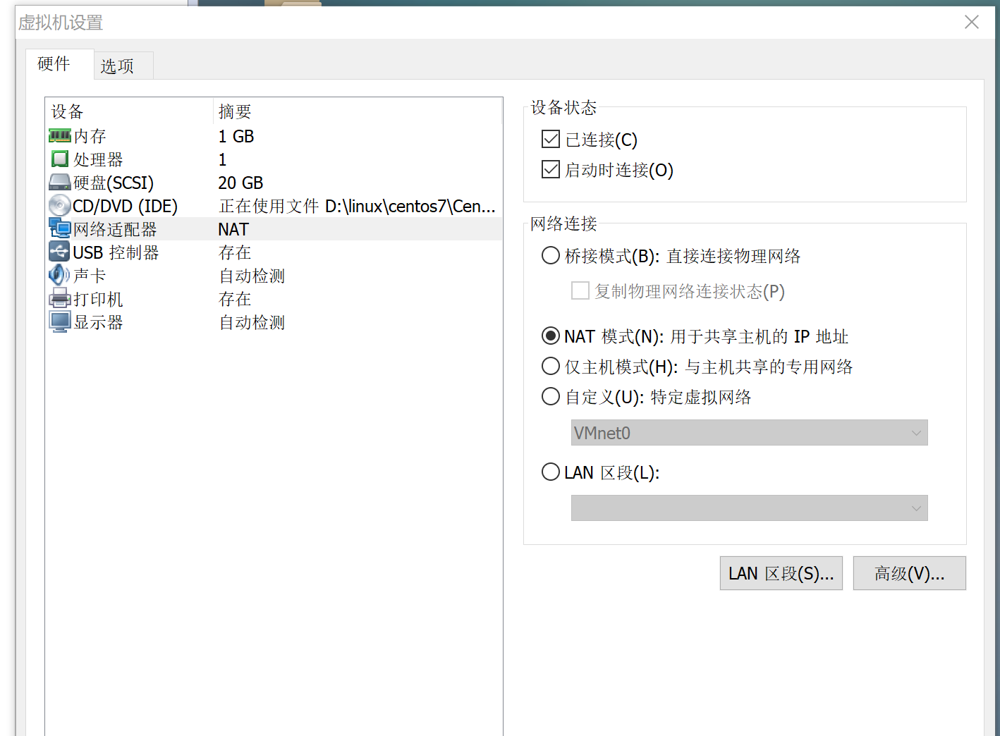 虚拟机设置
硬件
选项
设备 摘要
内存 1 GB
处理器 1
硬盘(SCSI) 20 GB
CD/DVD (IDE) 正在使用文件 D:\linux\centos7\Cen...
网络适配器 NAT
USB 控制器 存在
声卡 自动检测
打印机 存在
显示器 自动检测
设备状态
已连接(C)
启动时连接(O)
网络连接
桥接模式(B): 直接连接物理网络
复制物理网络连接状态(P)
NAT 模式(N): 用于共享主机的 IP 地址
仅主机模式(H): 与主机共享的专用网络
自定义(U): 特定虚拟网络
VMnet0
LAN 区段(L):
LAN 区段(S)...
高级(V)...